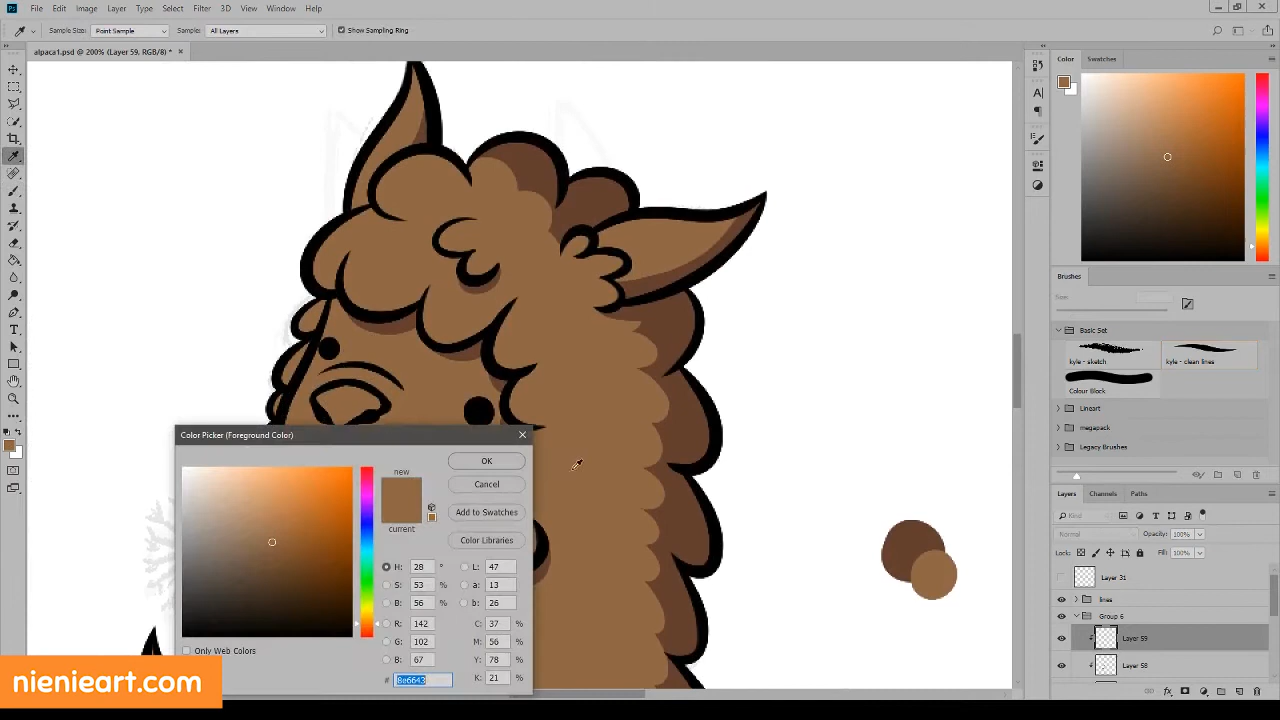 Ps File Edit Image Layer Type Select Filter 3D View Window Help
Sample Size: Point Sample Sample: All Layers Show Sampling Ring
alpaca1.psd @ 200% (Layer 59, RGB/8) * ×
Color Swatches
Brushes
Size:
Basic Set
kyle - sketch kyle - clean lines
Colour Block
Lineart
megapack
Legacy Brushes
Layers Channels Paths
Kind
Normal Opacity: 100%
Lock: Fill: 100%
Layer 31
lines
Group 6
Layer 59
Layer 58
Color Picker (Foreground Color)
new
current
OK
Cancel
Add to Swatches
Color Libraries
H: 28 ° L: 47
S: 53 % a: 13
B: 56 % b: 26
R: 142 C: 37 %
G: 102 M: 56 %
B: 67 Y: 78 %
# 8e6643 K: 21 %
Only Web Colors
nienieart.com